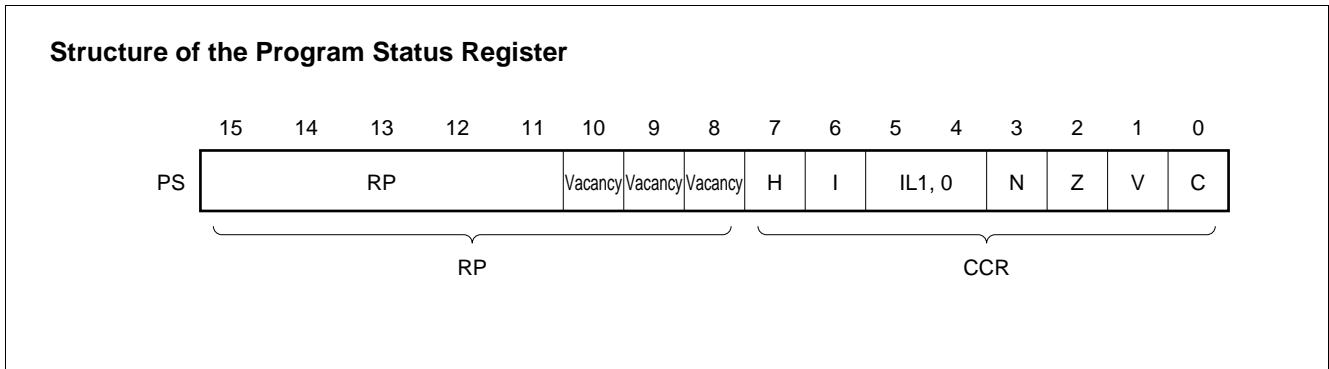 Structure of the Program Status Register
15 14 13 12 11 10 9 8 7 6 5 4 3 2 1 0
PS RP Vacancy Vacancy Vacancy H I IL1, 0 N Z V C
RP CCR